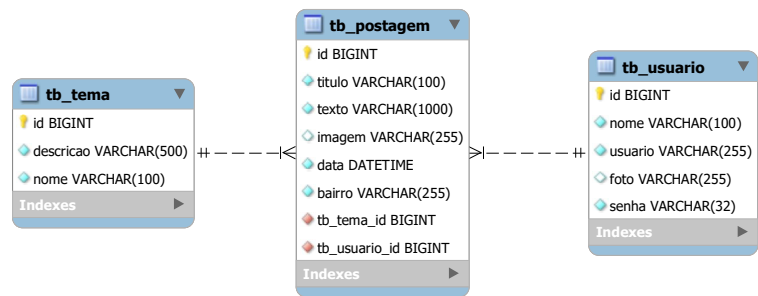 tb_tema
id BIGINT
descricao VARCHAR(500)
nome VARCHAR(100)
Indexes
tb_postagem
id BIGINT
titulo VARCHAR(100)
texto VARCHAR(1000)
imagem VARCHAR(255)
data DATETIME
bairro VARCHAR(255)
tb_tema_id BIGINT
tb_usuario_id BIGINT
Indexes
tb_usuario
id BIGINT
nome VARCHAR(100)
usuario VARCHAR(255)
foto VARCHAR(255)
senha VARCHAR(32)
Indexes